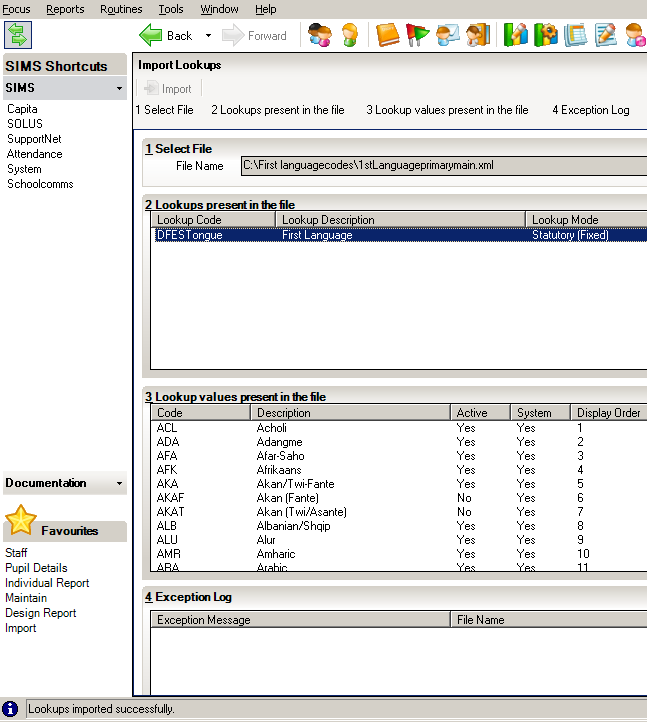 Focus Reports Routines Tools Window Help
Back Forward
SIMS Shortcuts
SIMS
Capita
SOLUS
SupportNet
Attendance
System
Schoolcomms
Documentation
Favourites
Staff
Pupil Details
Individual Report
Maintain
Design Report
Import
Import Lookups
Import
1 Select File 2 Lookups present in the file 3 Lookup values present in the file 4 Exception Log
1 Select File
File Name C:\First languagecodes\1stLanguageprimarymain.xml
2 Lookups present in the file
Lookup Code Lookup Description Lookup Mode
DFESTongue First Language Statutory (Fixed)
3 Lookup values present in the file
Code Description Active System Display Order
ACL Acholi Yes Yes 1
ADA Adangme Yes Yes 2
AFA Afar-Saho Yes Yes 3
AFK Afrikaans Yes Yes 4
AKA Akan/Twi-Fante Yes Yes 5
AKAF Akan (Fante) No Yes 6
AKAT Akan (Twi/Asante) No Yes 7
ALB Albanian/Shqip Yes Yes 8
ALU Alur Yes Yes 9
AMR Amharic Yes Yes 10
ARA Arabic Yes Yes 11
4 Exception Log
Exception Message File Name
Lookups imported successfully.